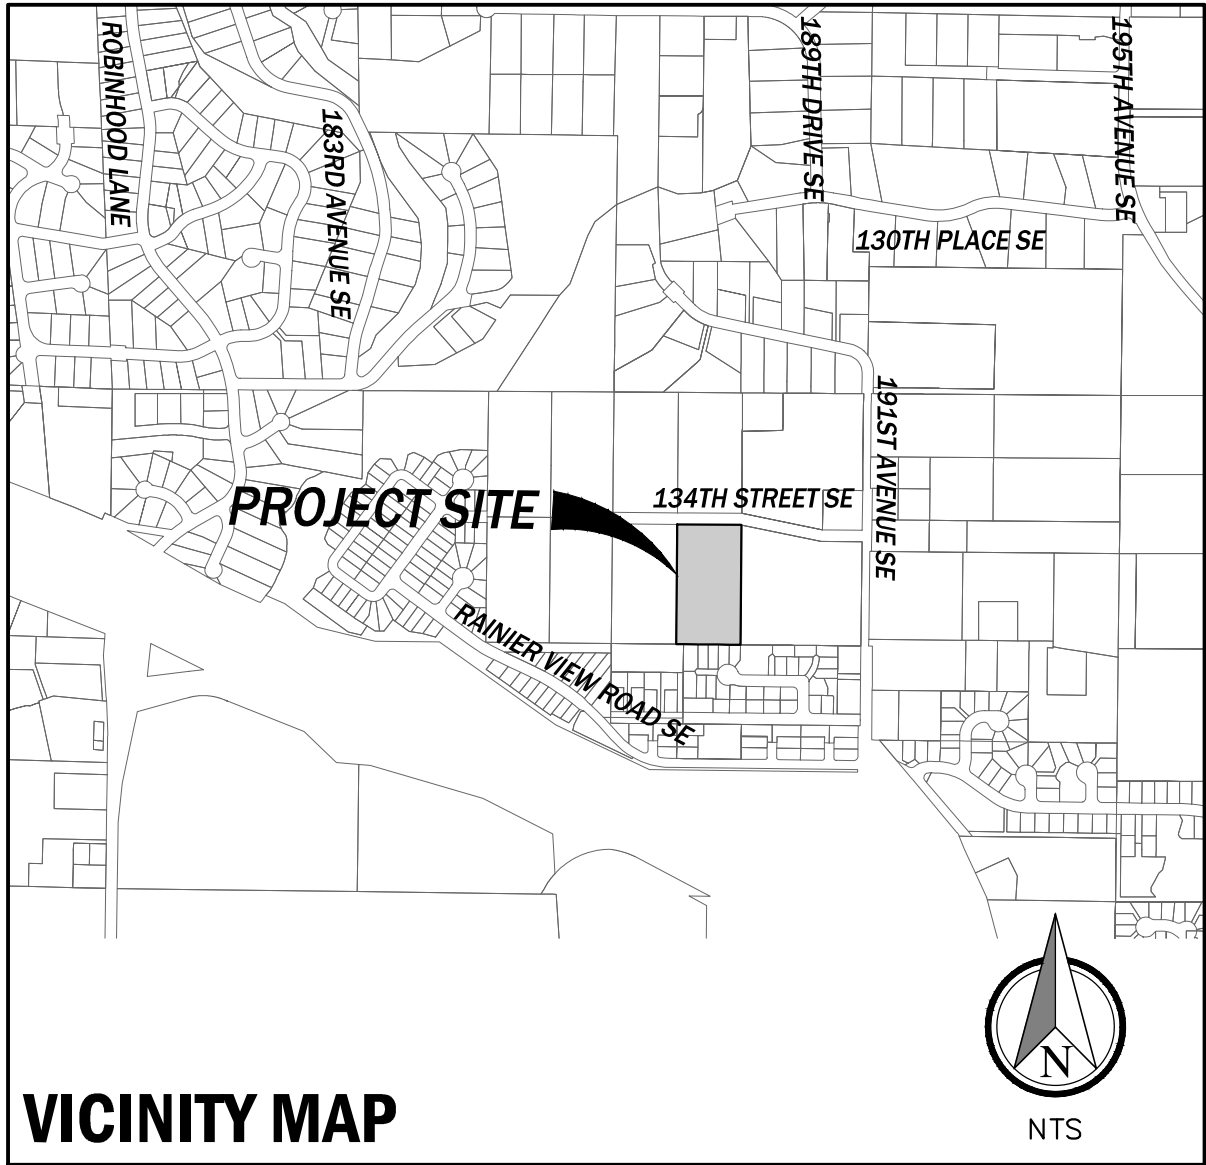 ROBINHOOD LANE
183RD AVENUE SE
189TH DRIVE SE
195TH AVENUE SE
130TH PLACE SE
191ST AVENUE SE
PROJECT SITE
134TH STREET SE
RAINIER VIEW ROAD SE
N
NTS
VICINITY MAP